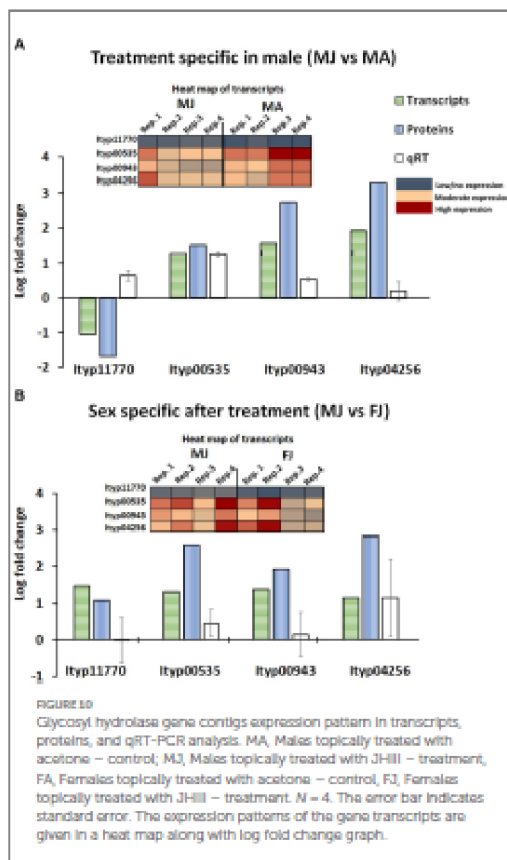 A
Treatment specific in male (MJ vs MA)
Heat map of transcripts
MJ MA
Rep. 1 Rep. 2 Rep. 3 Rep. 4 Rep. 1 Rep. 2 Rep. 3 Rep. 4
Ityp11770
Ityp00535
Ityp00943
Ityp04256
Transcripts
Proteins
qRT
Low/no expression
Moderate expression
High expression
Log fold change
4
3
2
1
0
-1
-2
Ityp11770 Ityp00535 Ityp00943 Ityp04256
B
Sex specific after treatment (MJ vs FJ)
Heat map of transcripts
MJ FJ
Rep. 1 Rep. 2 Rep. 3 Rep. 4 Rep. 1 Rep. 2 Rep. 3 Rep. 4
Ityp11770
Ityp00535
Ityp00943
Ityp04256
Log fold change
4
3
2
1
0
-1
Ityp11770 Ityp00535 Ityp00943 Ityp04256
FIGURE 10
Glycosyl hydrolase gene contigs expression pattern in transcripts,
proteins, and qRT-PCR analysis. MA, Males topically treated with
acetone – control; MJ, Males topically treated with JHIII – treatment,
FA, Females topically treated with acetone – control, FJ, Females
topically treated with JHIII – treatment. N = 4. The error bar indicates
standard error. The expression patterns of the gene transcripts are
given in a heat map along with log fold change graph.